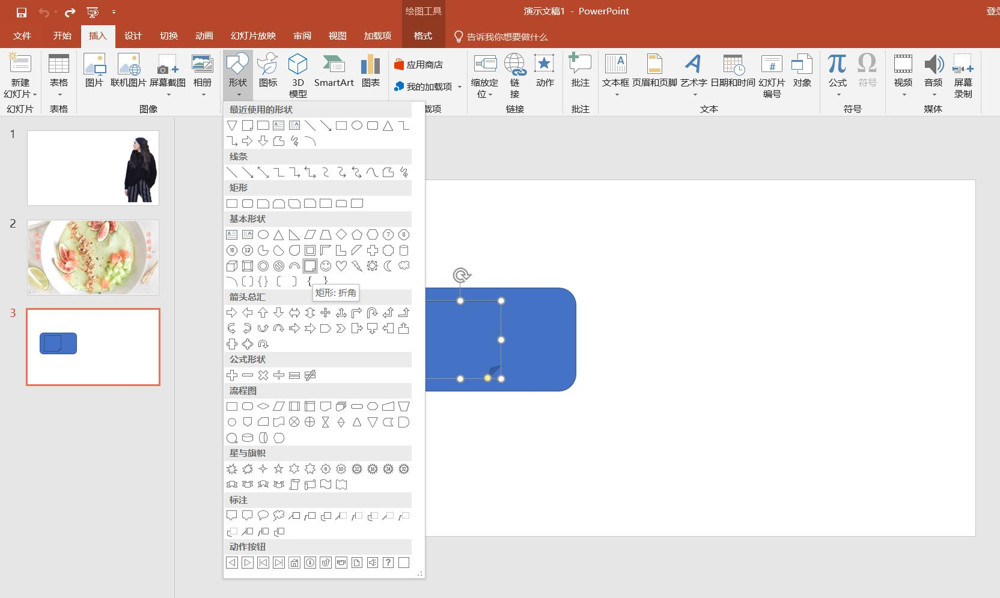 绘图工具
演示文稿1 - PowerPoint
文件 开始 插入 设计 切换 动画 幻灯片放映 审阅 视图 加载项 格式 告诉我你想要做什么
新建
幻灯片
表格
图片
联机图片
屏幕截图
相册
形状
图标
3D
模型
SmartArt
图表
应用商店
我的加载项
缩放定
位
链
接
动作
批注
文本框
页眉和页脚
艺术字
日期和时间
幻灯片
编号
对象
公式
符号
视频
音频
屏幕
录制
幻灯片
表格
图像
载项
链接
批注
文本
符号
媒体
最近使用的形状
线条
矩形
基本形状
矩形: 折角
箭头总汇
公式形状
流程图
星与旗帜
标注
动作按钮
1
2
3